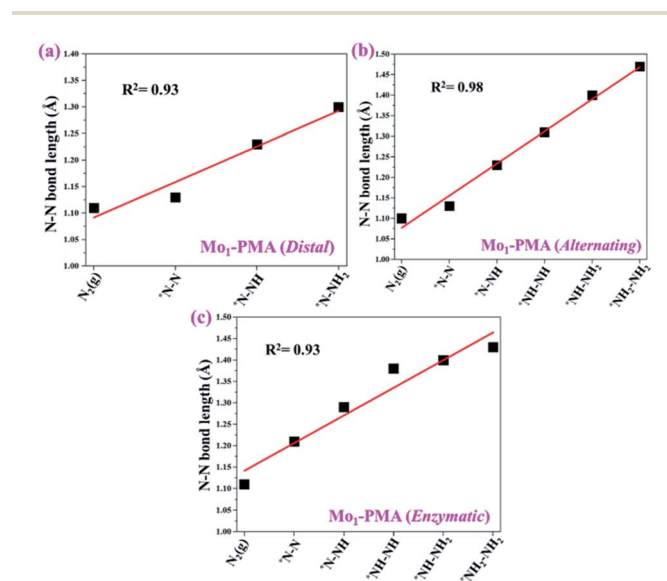 (a)
N-N bond length (Å)
1.40
1.35
1.30
1.25
1.20
1.15
1.10
1.05
1.00
R²= 0.93
Mo₁-PMA (Distal)
N₂(g)
*N-N
*N-NH
*N-NH₂
(b)
N-N bond length (Å)
1.50
1.45
1.40
1.35
1.30
1.25
1.20
1.15
1.10
1.05
1.00
R²= 0.98
Mo₁-PMA (Alternating)
N₂(g)
*N-N
*N-NH
*NH-NH
*NH-NH₂
*NH₂-NH₂
(c)
N-N bond length (Å)
1.50
1.45
1.40
1.35
1.30
1.25
1.20
1.15
1.10
1.05
1.00
R²= 0.93
Mo₁-PMA (Enzymatic)
N₂(g)
*N-N
*N-NH
*NH-NH
*NH-NH₂
*NH₂-NH₂